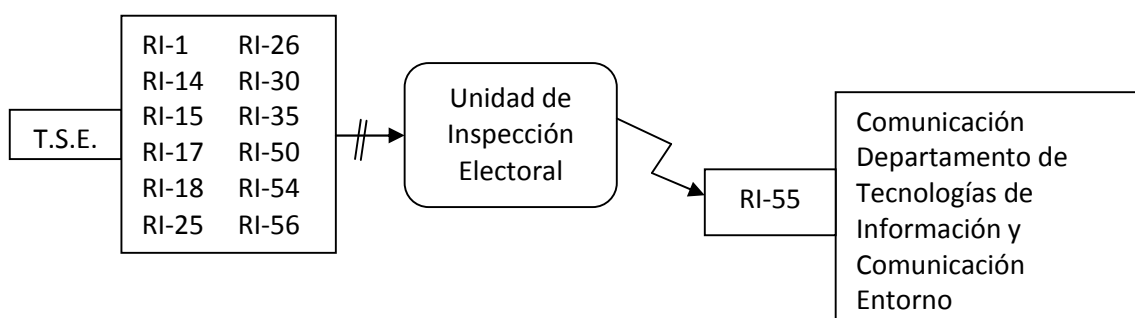 T.S.E.
RI-1 RI-26
RI-14 RI-30
RI-15 RI-35
RI-17 RI-50
RI-18 RI-54
RI-25 RI-56
Unidad de
Inspección
Electoral
RI-55
Comunicación
Departamento de
Tecnologías de
Información y
Comunicación
Entorno